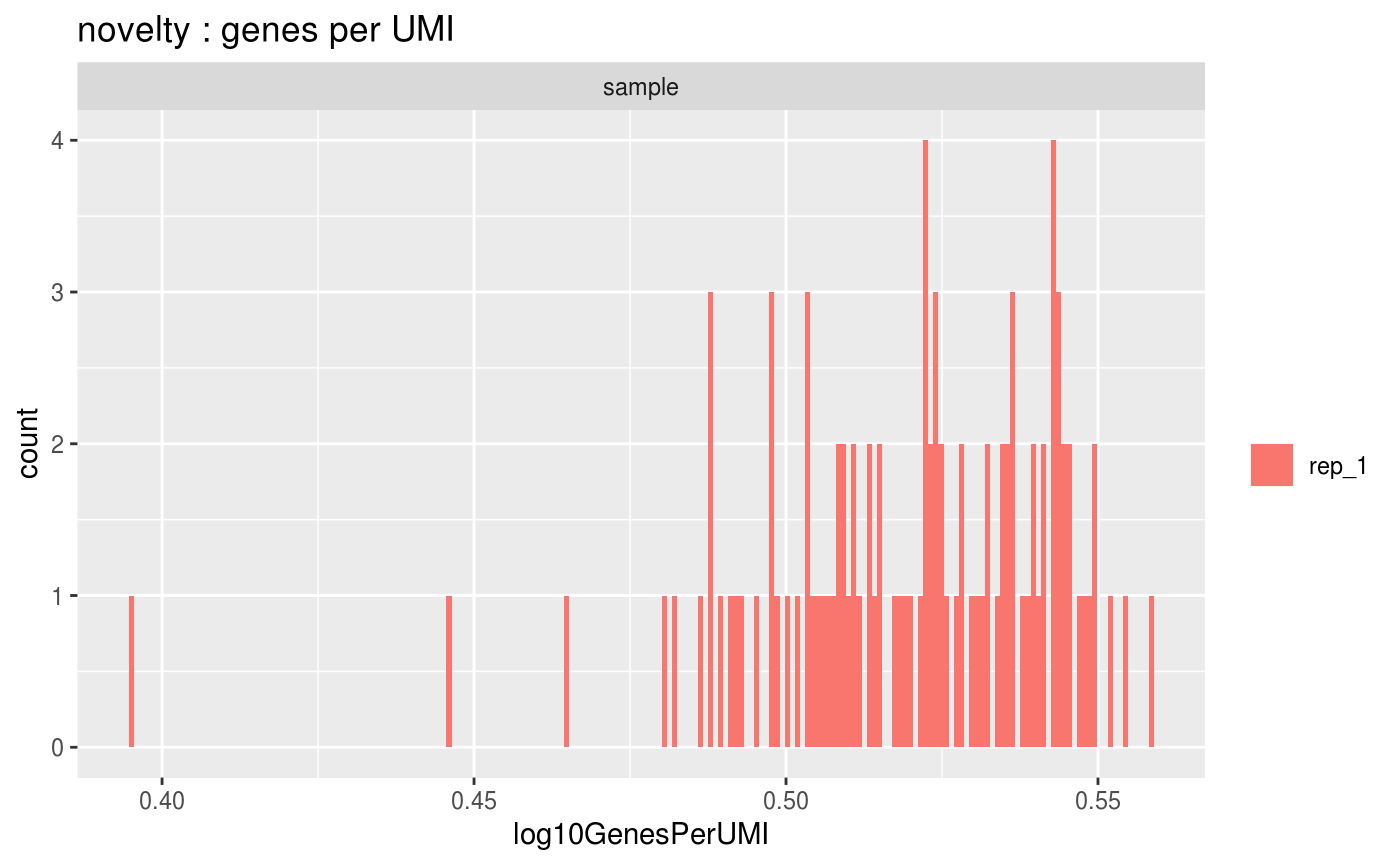 novelty : genes per UMI
sample
4
3
2
1
0
count
0.40 0.45 0.50 0.55
log10GenesPerUMI
rep_1